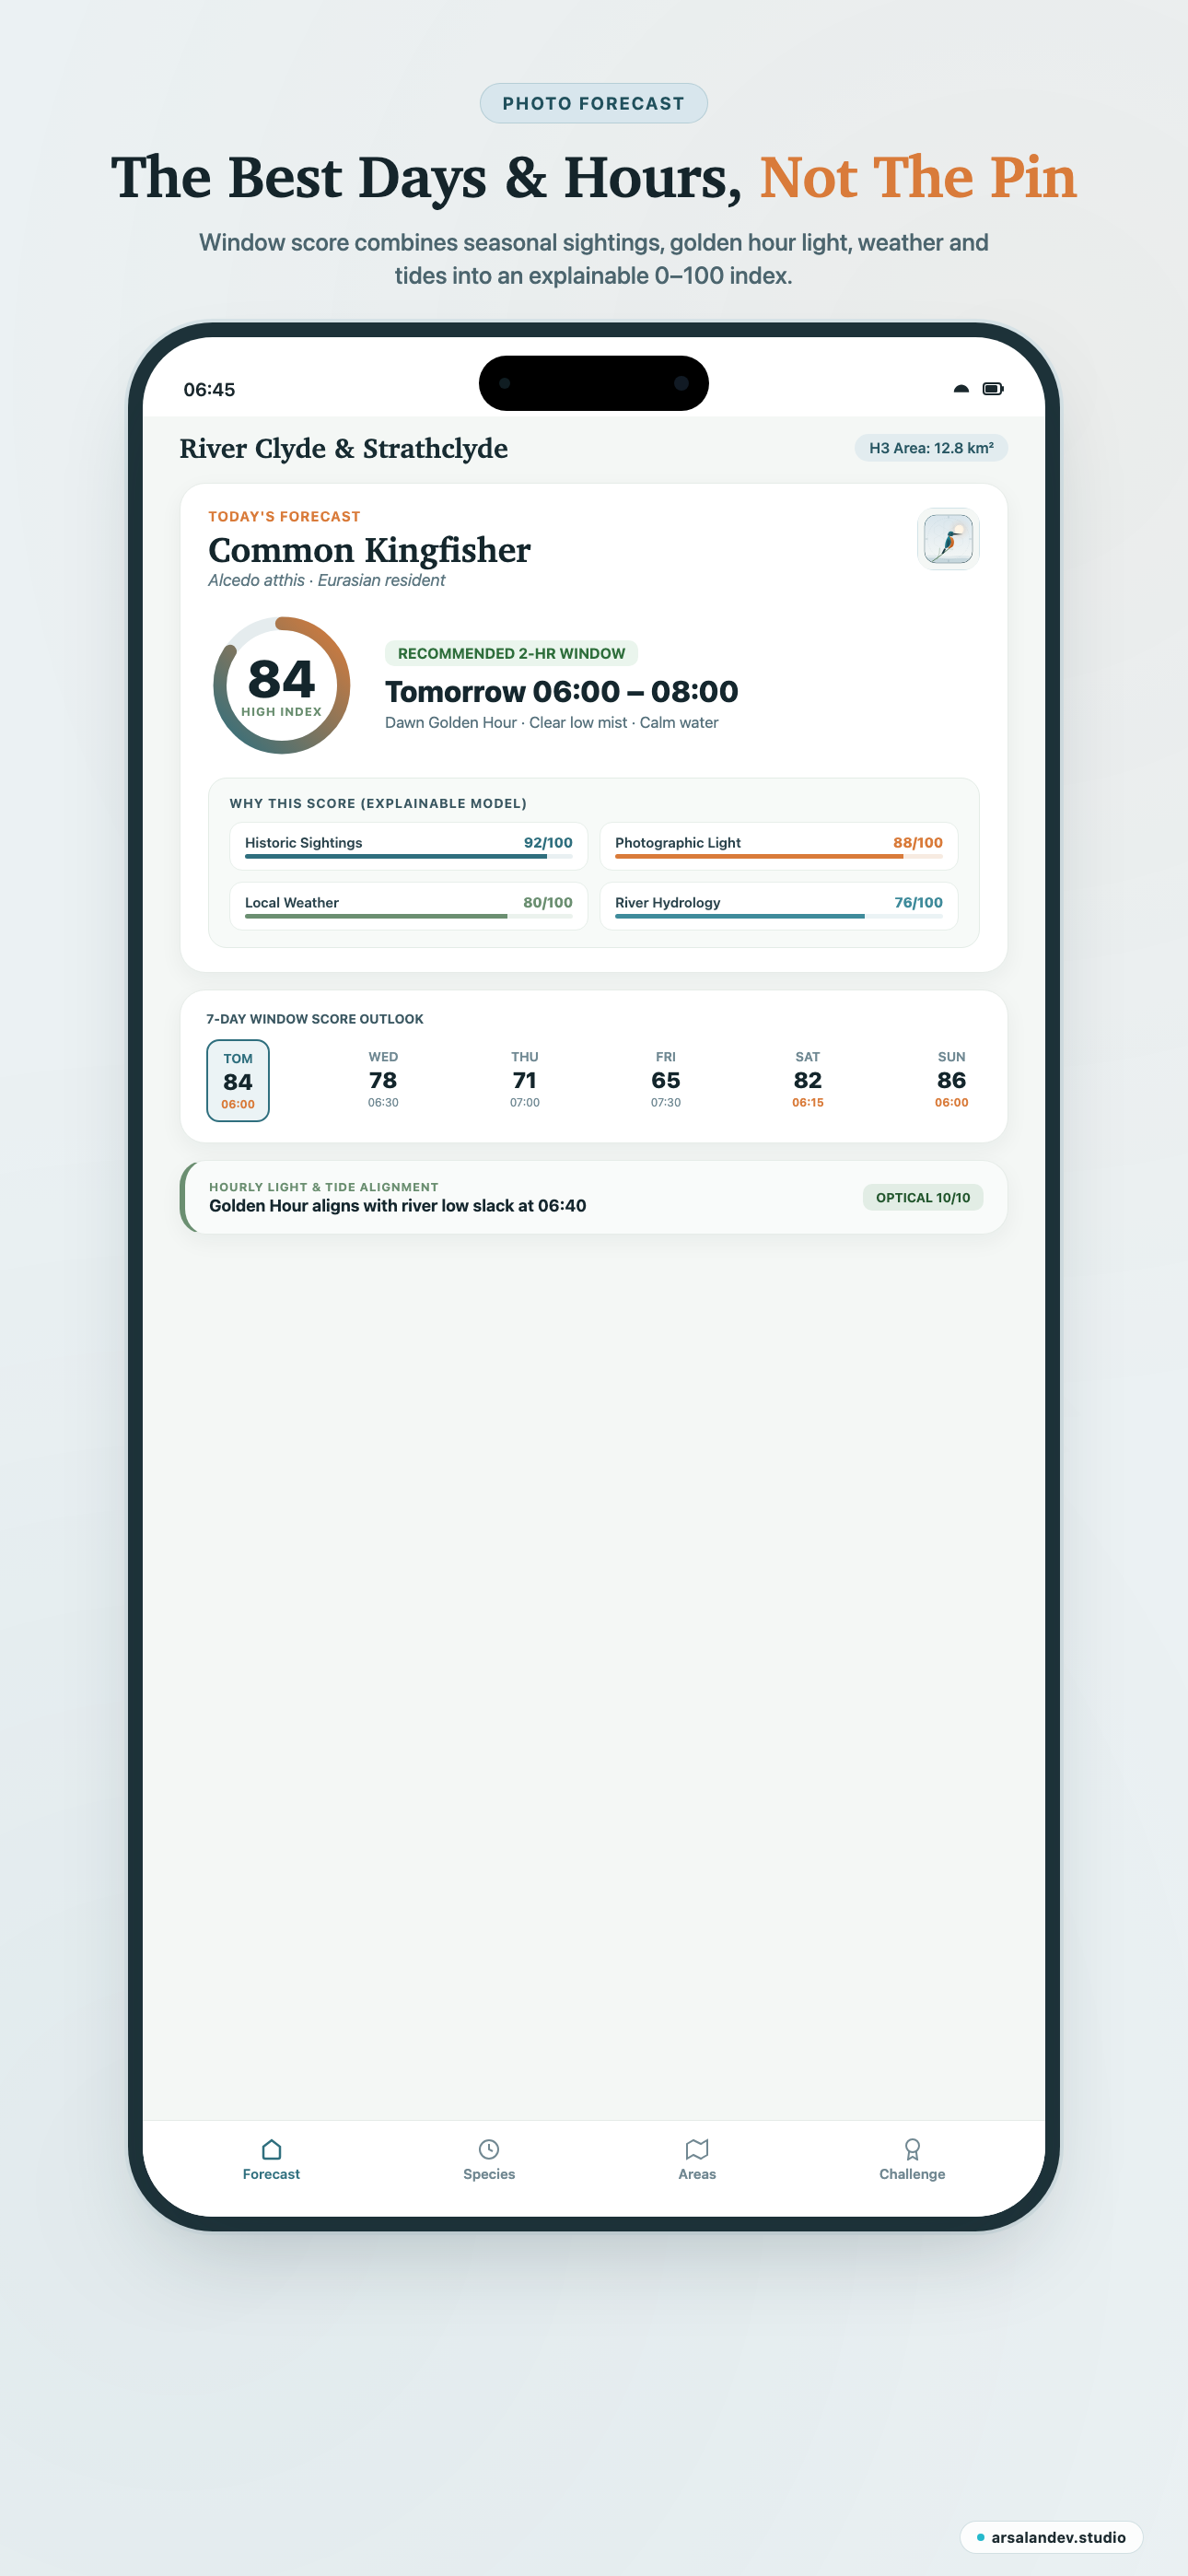 PHOTO FORECAST
The Best Days & Hours, Not The Pin
Window score combines seasonal sightings, golden hour light, weather and
tides into an explainable 0–100 index.
06:45
River Clyde & Strathclyde
H3 Area: 12.8 km²
TODAY'S FORECAST
Common Kingfisher
Alcedo atthis · Eurasian resident
84
HIGH INDEX
RECOMMENDED 2-HR WINDOW
Tomorrow 06:00 – 08:00
Dawn Golden Hour · Clear low mist · Calm water
WHY THIS SCORE (EXPLAINABLE MODEL)
Historic Sightings 92/100
Photographic Light 88/100
Local Weather 80/100
River Hydrology 76/100
7-DAY WINDOW SCORE OUTLOOK
TOM WED THU FRI SAT SUN
84 78 71 65 82 86
06:00 06:30 07:00 07:30 06:15 06:00
HOURLY LIGHT & TIDE ALIGNMENT
Golden Hour aligns with river low slack at 06:40
OPTICAL 10/10
Forecast Species Areas Challenge
arsalandev.studio